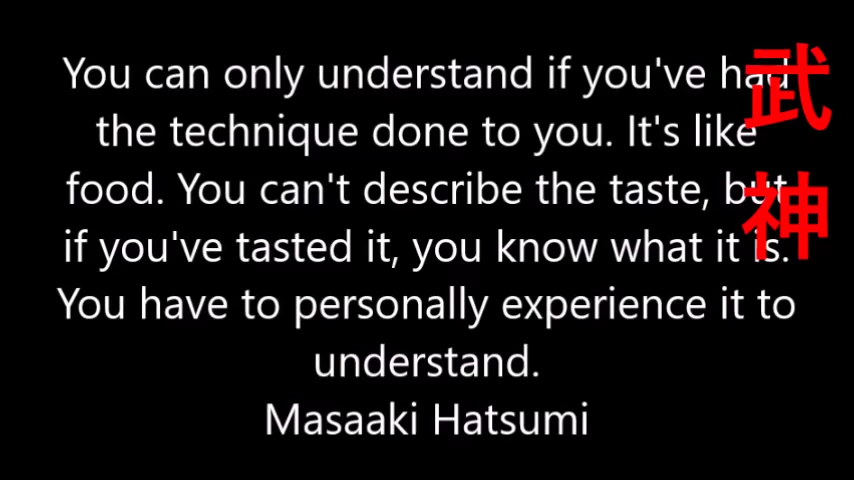 You can only understand if you've had
the technique done to you. It's like
food. You can't describe the taste, but
if you've tasted it, you know what it is.
You have to personally experience it to
understand.
Masaaki Hatsumi
武
神